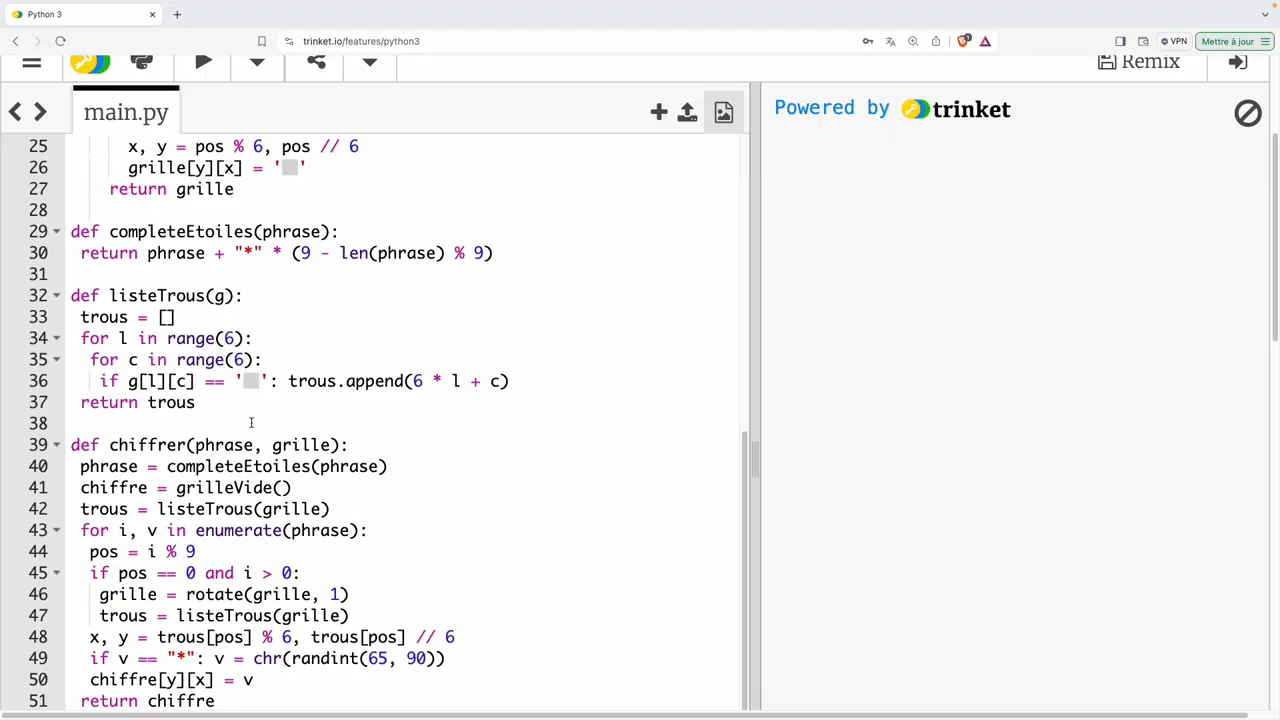 Python 3
trinket.io/features/python3
VPN
Mettre à jour
Remix
main.py
Powered by trinket
25 x, y = pos % 6, pos // 6
26 grille[y][x] = '⬜'
27 return grille
28
29 def completeEtoiles(phrase):
30 return phrase + "*" * (9 - len(phrase) % 9)
31
32 def listeTrous(g):
33 trous = []
34 for l in range(6):
35 for c in range(6):
36 if g[l][c] == '⬜': trous.append(6 * l + c)
37 return trous
38
39 def chiffrer(phrase, grille):
40 phrase = completeEtoiles(phrase)
41 chiffre = grilleVide()
42 trous = listeTrous(grille)
43 for i, v in enumerate(phrase):
44 pos = i % 9
45 if pos == 0 and i > 0:
46 grille = rotate(grille, 1)
47 trous = listeTrous(grille)
48 x, y = trous[pos] % 6, trous[pos] // 6
49 if v == "*": v = chr(randint(65, 90))
50 chiffre[y][x] = v
51 return chiffre